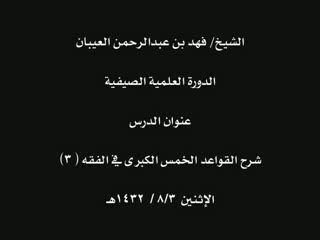 الشيخ/ فهد بن عبدالرحمن العيبان
الدورة العلمية الصيفية
عنوان الدرس
شرح القواعد الخمس الكبرى في الفقه ( ٣ )
الإثنين ٨/٣ / ١٤٣٢هـ